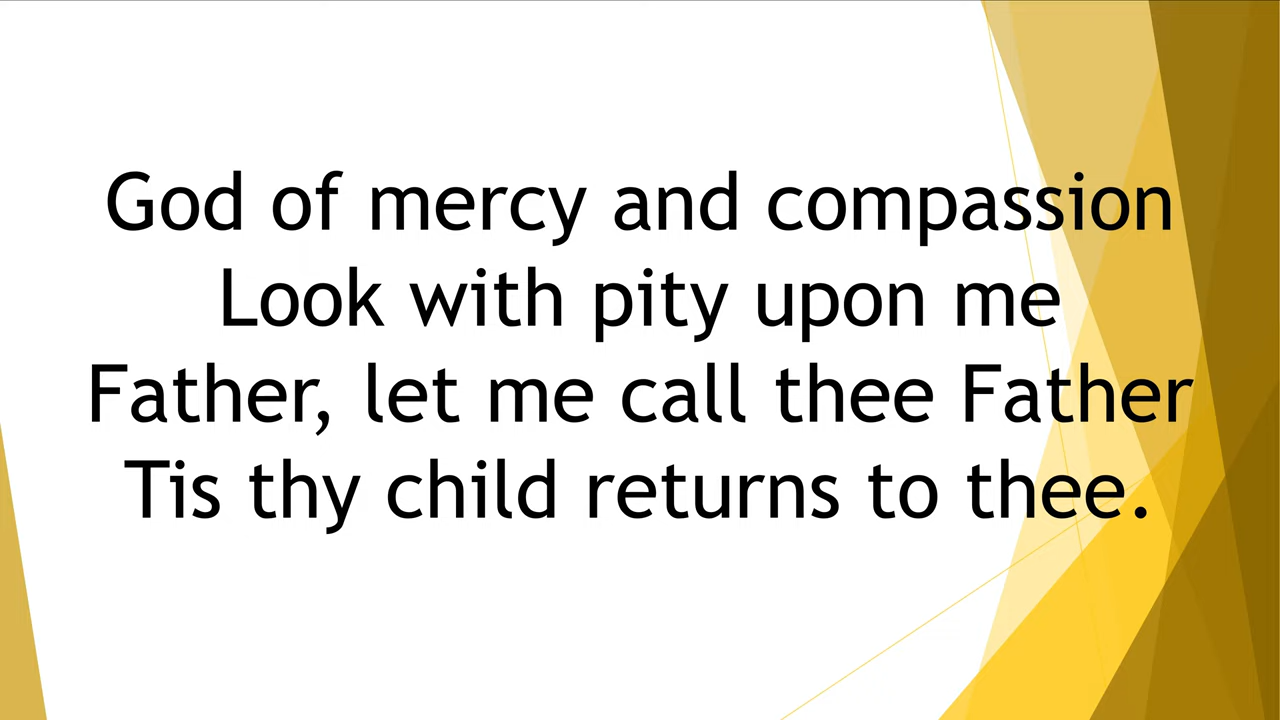 God of mercy and compassion
Look with pity upon me
Father, let me call thee Father
Tis thy child returns to thee.